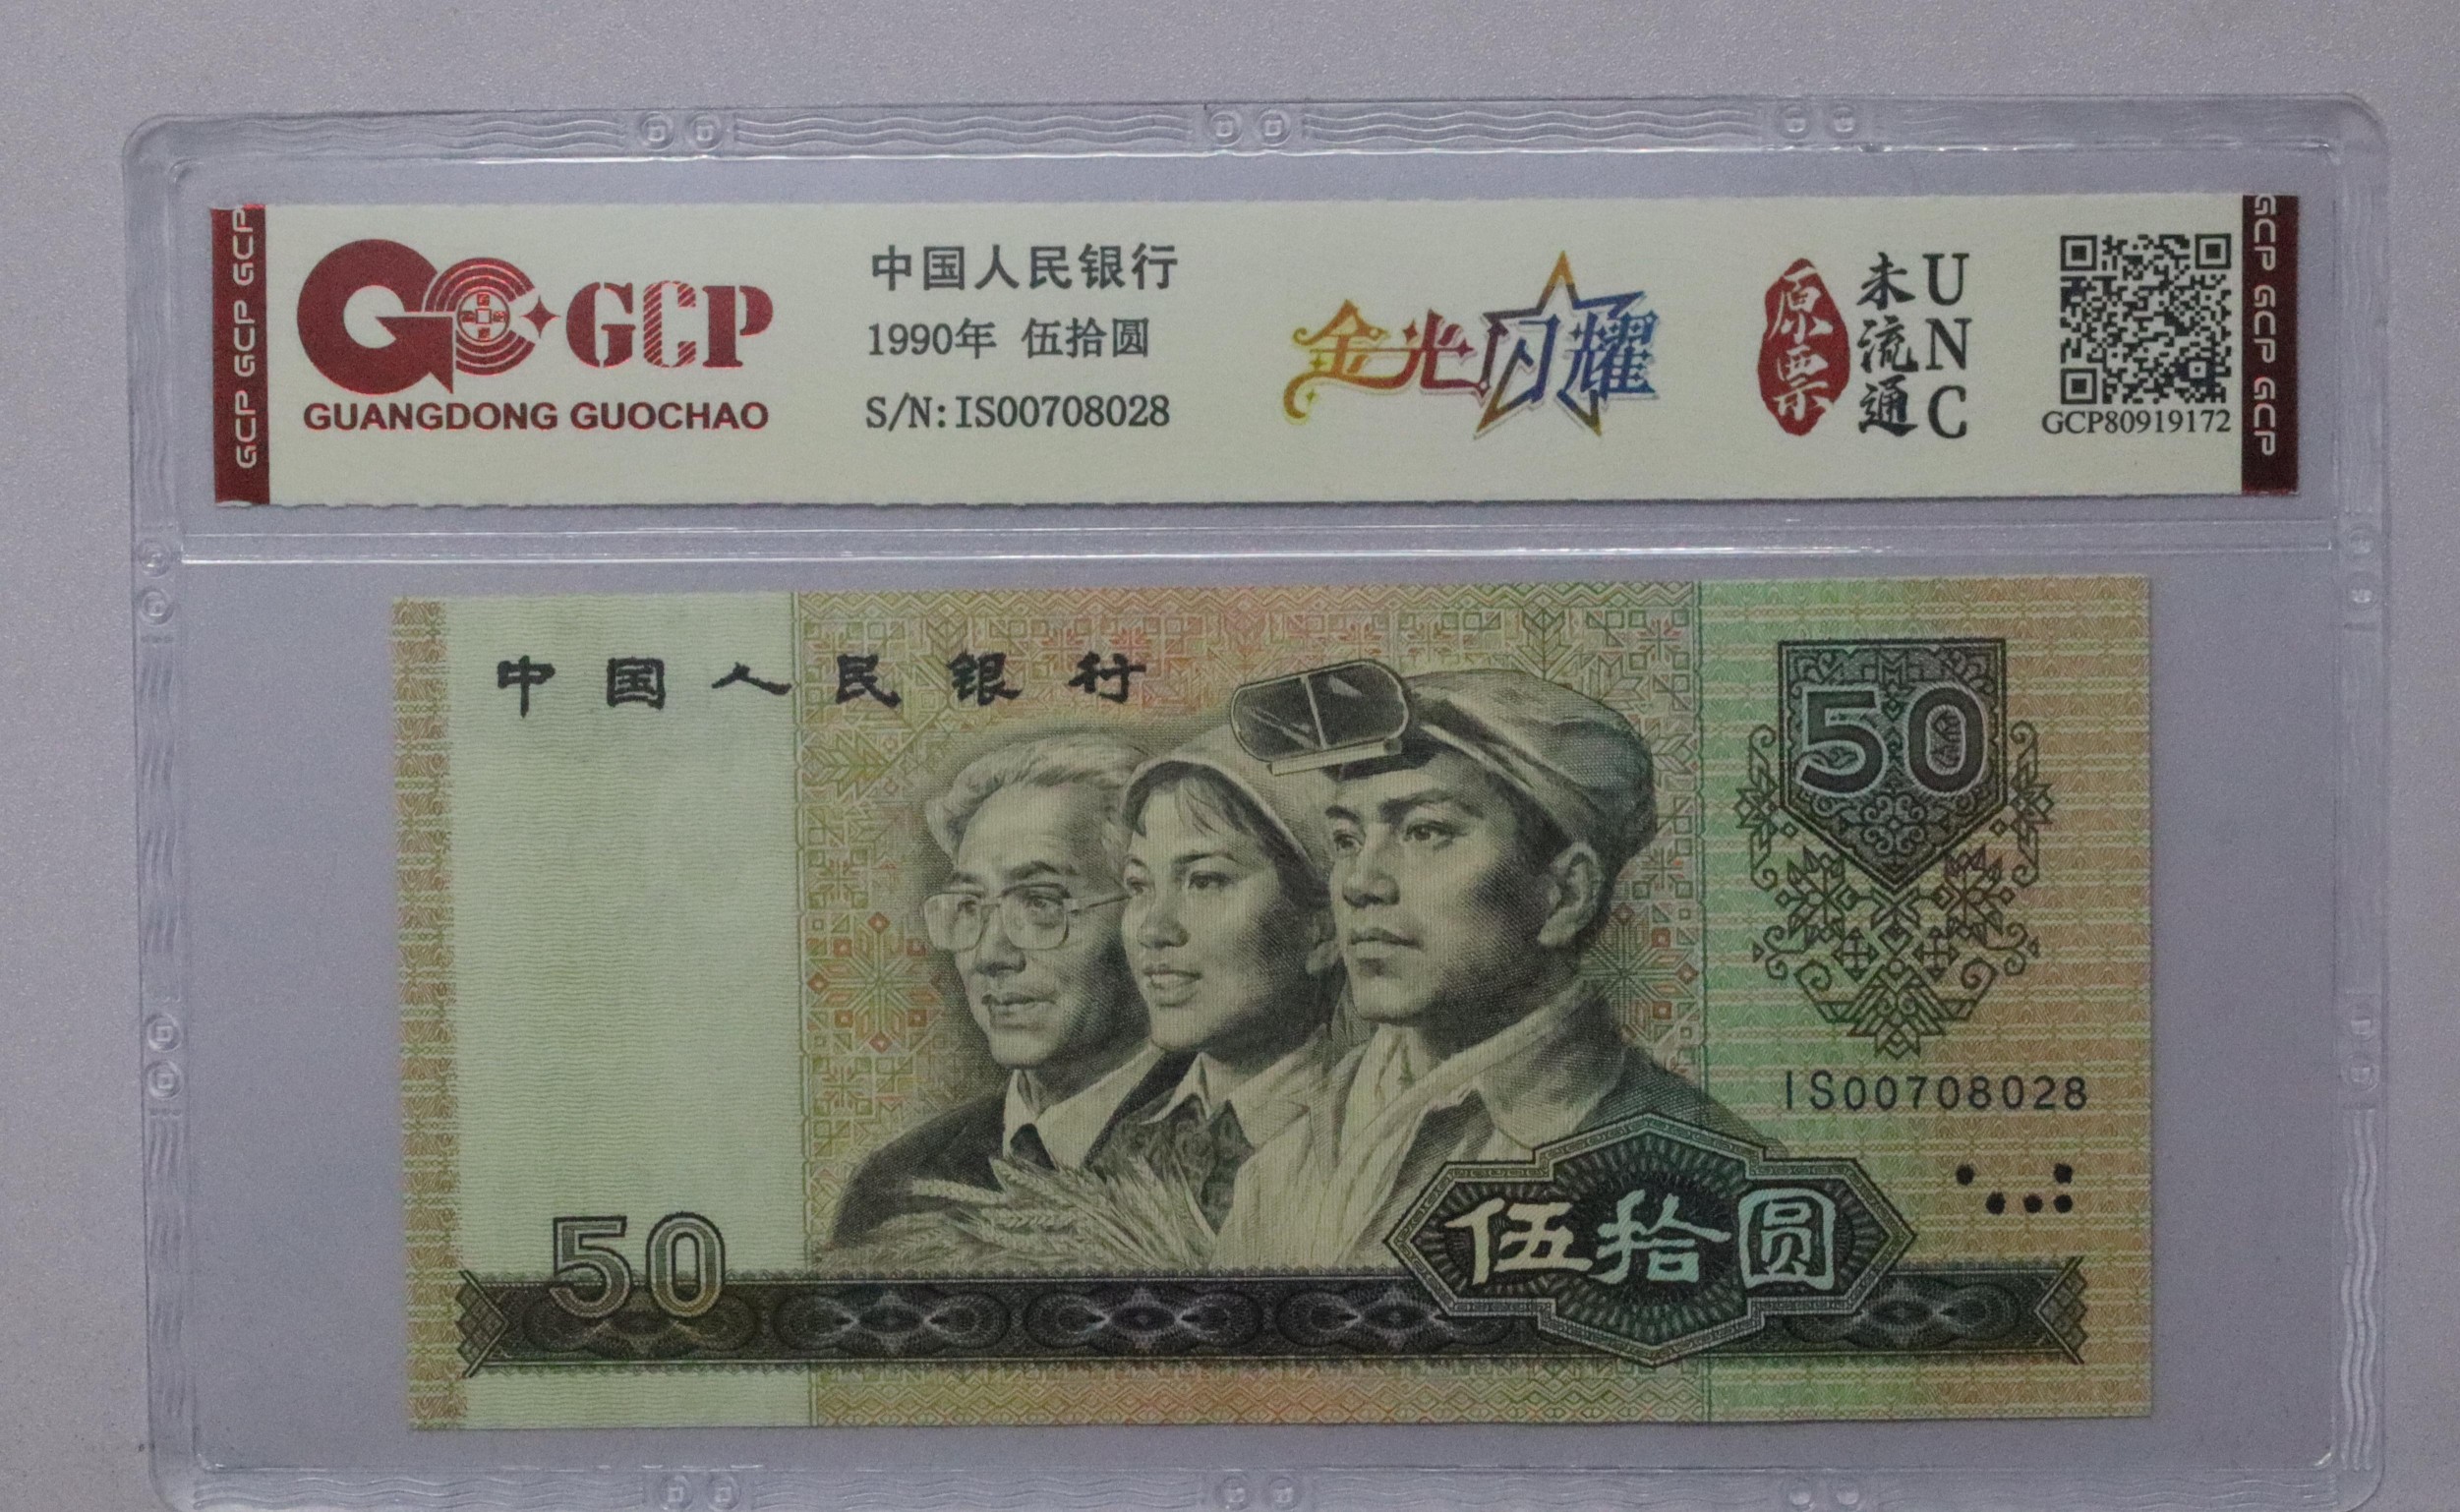 GCP GCP GCP
GCP
GUANGDONG GUOCHAO
中国人民银行
1990年 伍拾圆
S/N:IS00708028
金光闪耀
原票
未流通
UNC
GCP80919172
GCP GCP GCP
中国人民银行
50
IS00708028
50
伍拾圆